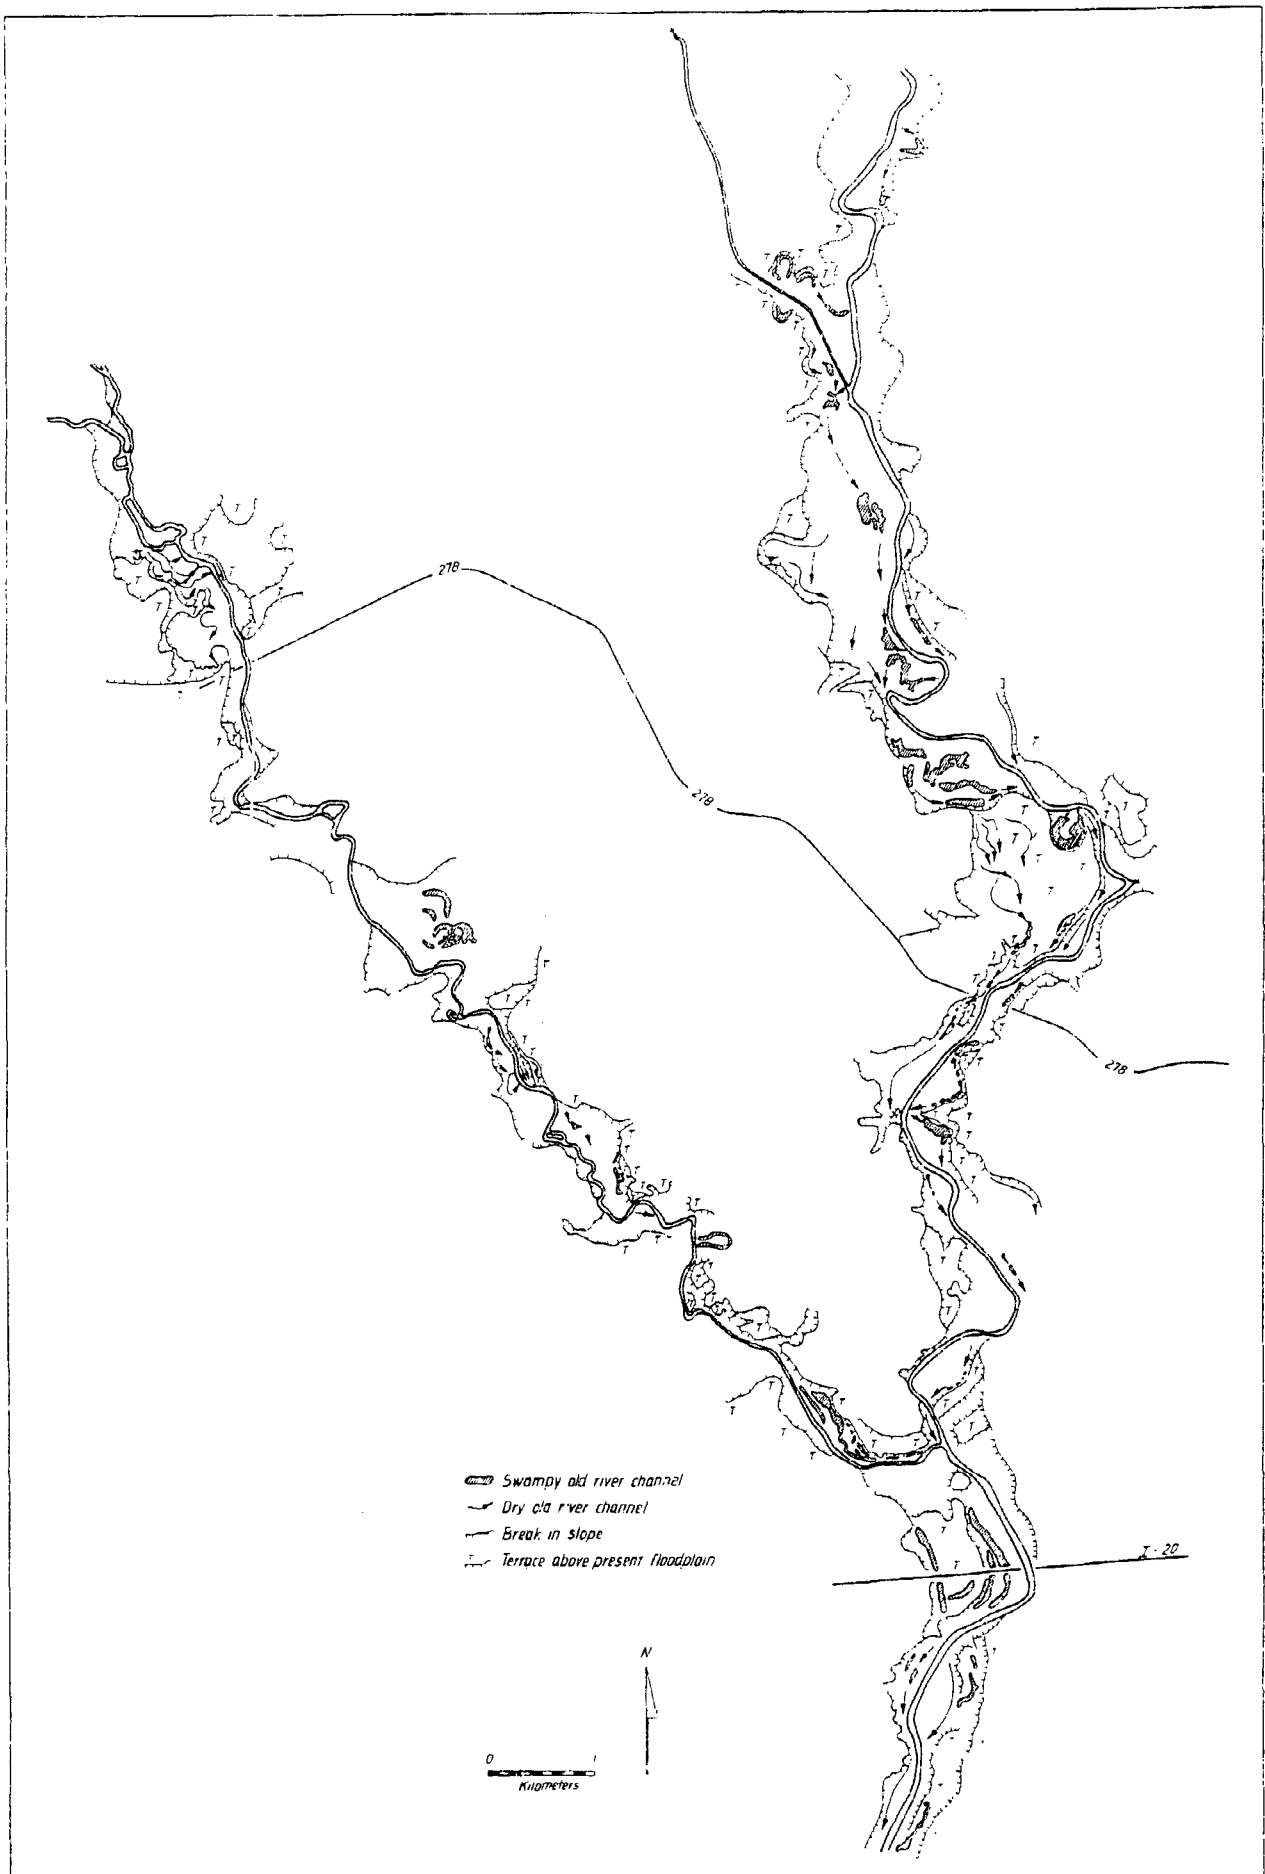 278
278
278
Swampy old river channel
Dry old river channel
Break in slope
T Terrace above present floodplain
I-20
N
0 1
Kilometers